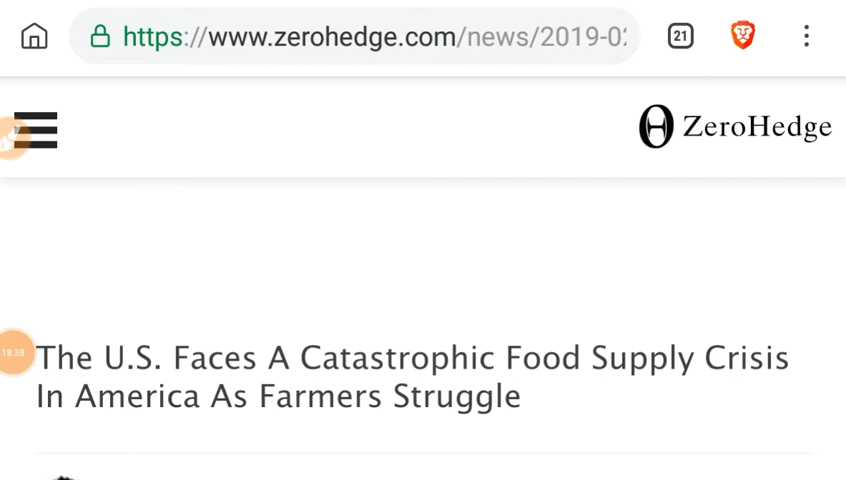 https://www.zerohedge.com/news/2019-02
21
ZeroHedge
18:38
The U.S. Faces A Catastrophic Food Supply Crisis
In America As Farmers Struggle